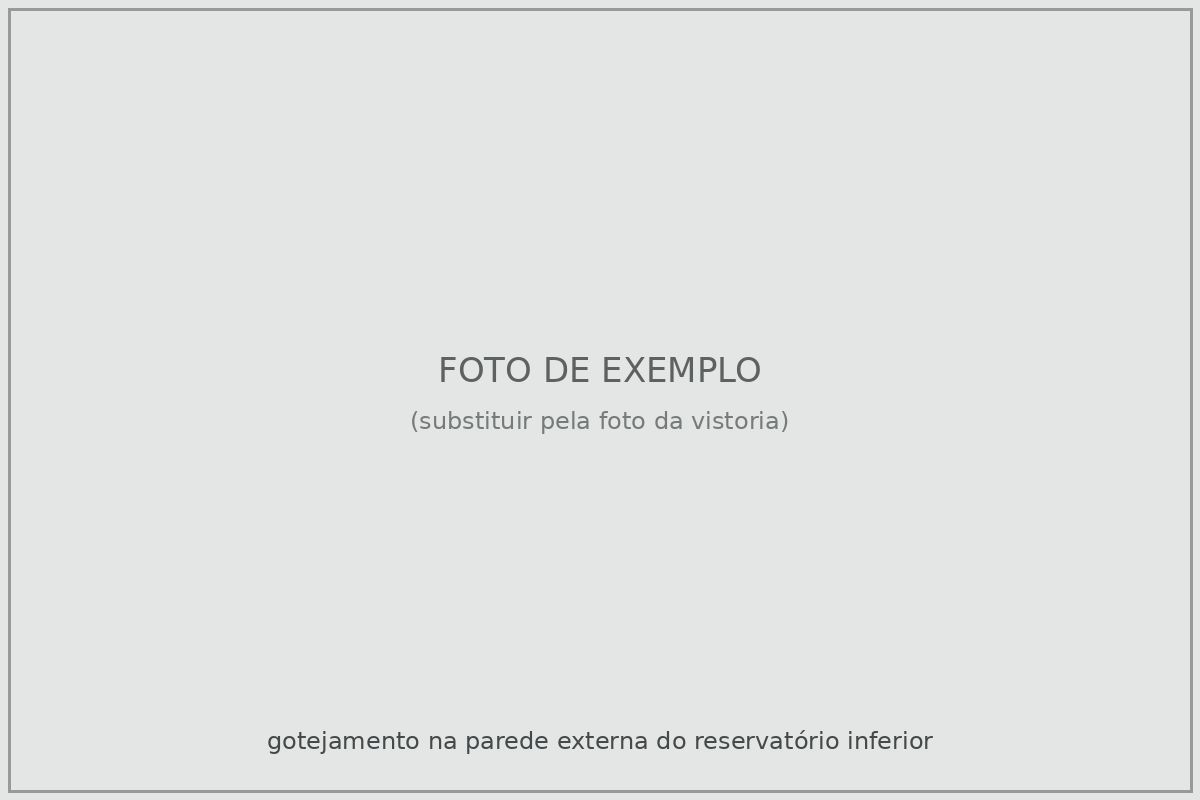 FOTO DE EXEMPLO
(substituir pela foto da vistoria)
gotejamento na parede externa do reservatório inferior